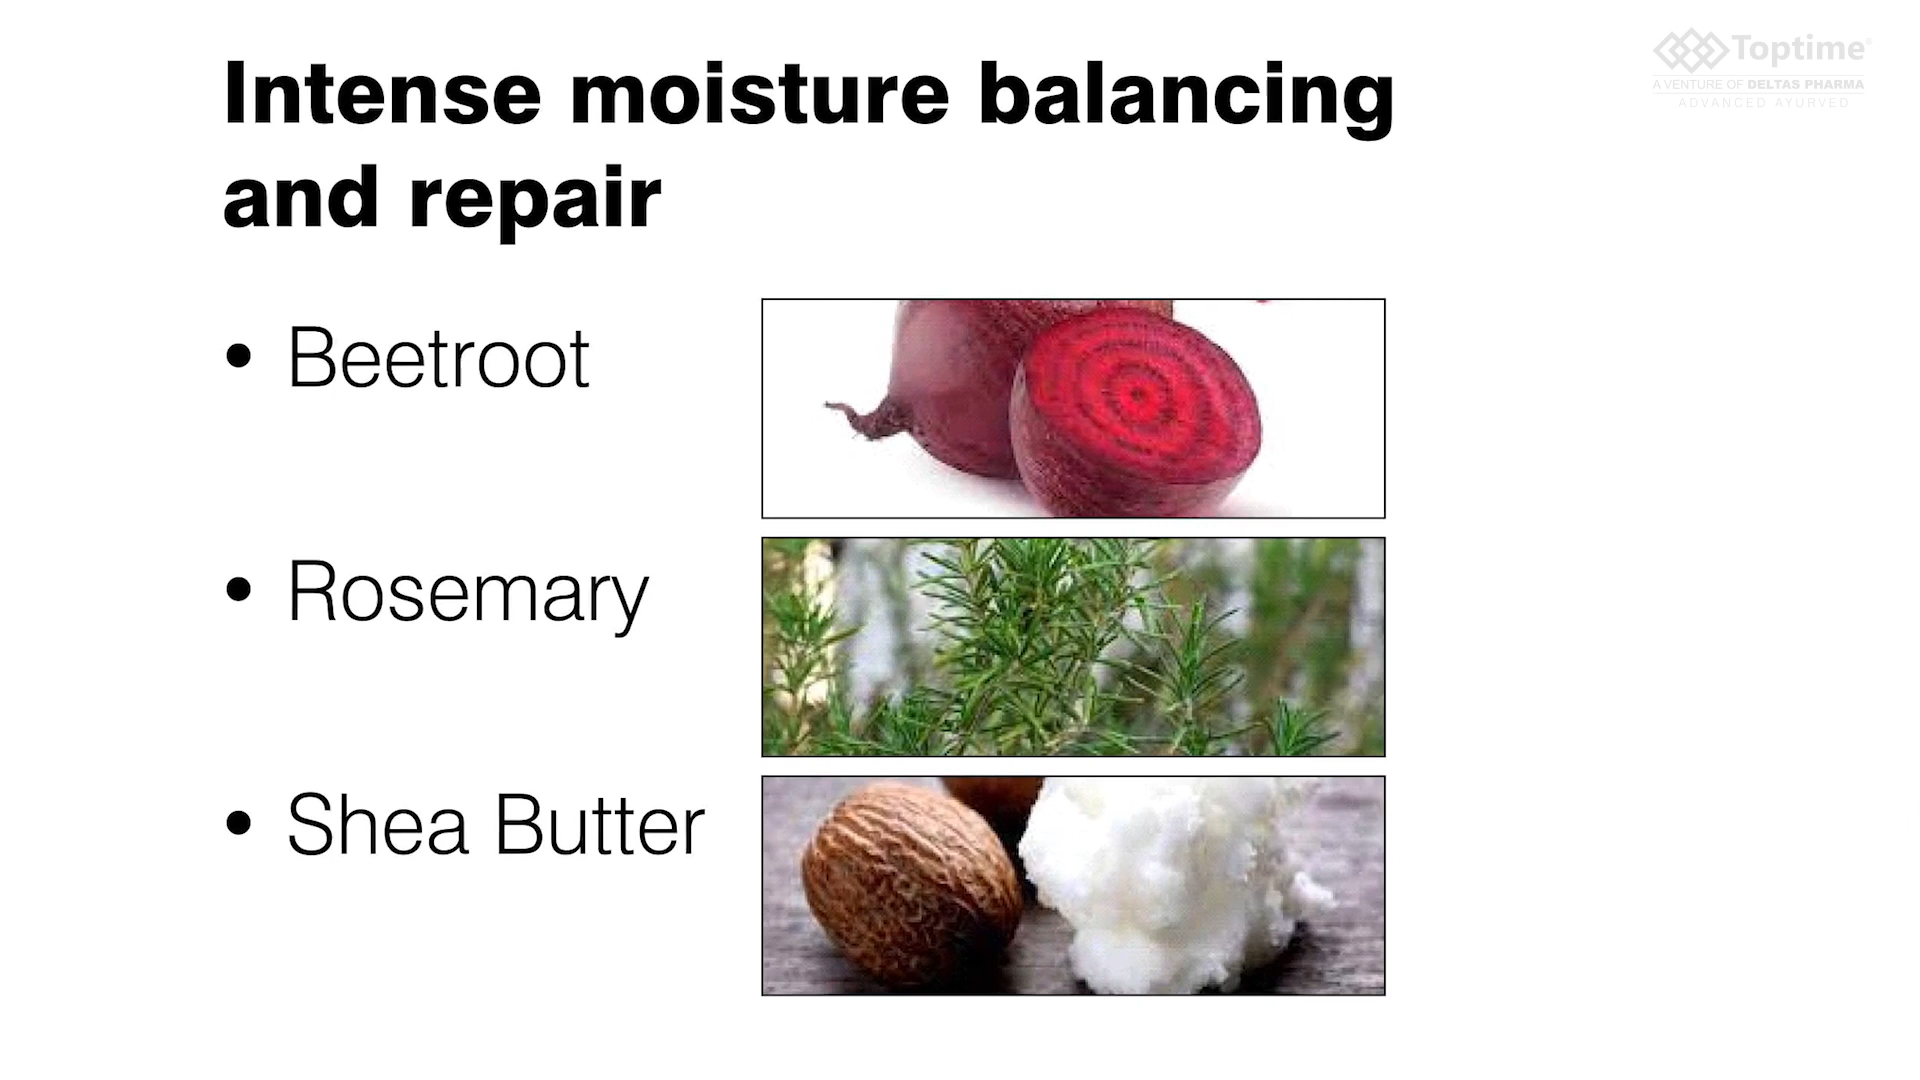 Toptime®
A VENTURE OF DELTAS PHARMA
ADVANCED AYURVED
Intense moisture balancing
and repair
• Beetroot
• Rosemary
• Shea Butter